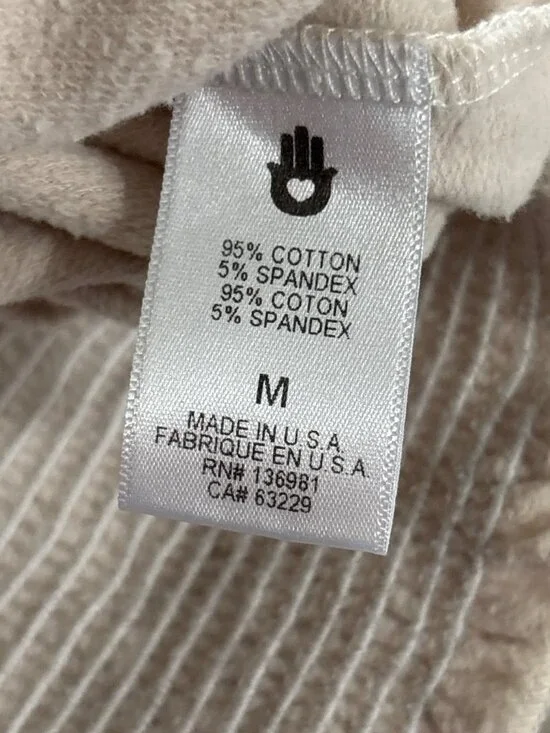 95% COTTON
5% SPANDEX
95% COTON
5% SPANDEX
M
MADE IN U.S.A.
FABRIQUE EN U.S.A.
RN# 136981
CA# 63229